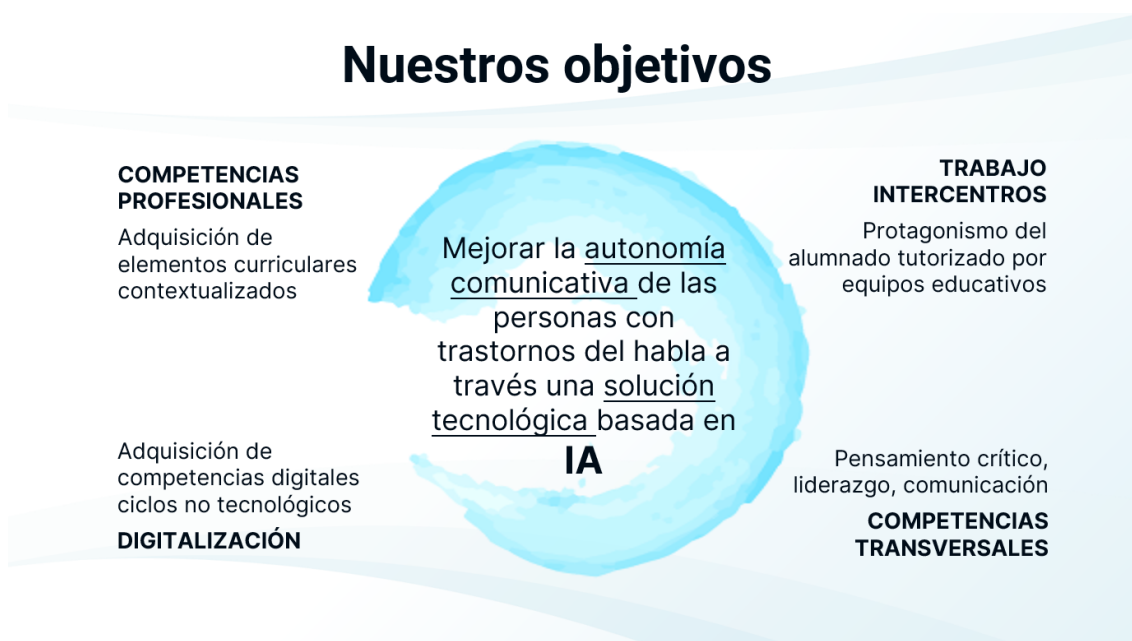 Nuestros objetivos
COMPETENCIAS
PROFESIONALES
Adquisición de
elementos curriculares
contextualizados
Mejorar la autonomía
comunicativa de las
personas con
trastornos del habla a
través una solución
tecnológica basada en
IA
TRABAJO
INTERCENTROS
Protagonismo del
alumnado tutorizado por
equipos educativos
Adquisición de
competencias digitales
ciclos no tecnológicos
DIGITALIZACIÓN
Pensamiento crítico,
liderazgo, comunicación
COMPETENCIAS
TRANSVERSALES